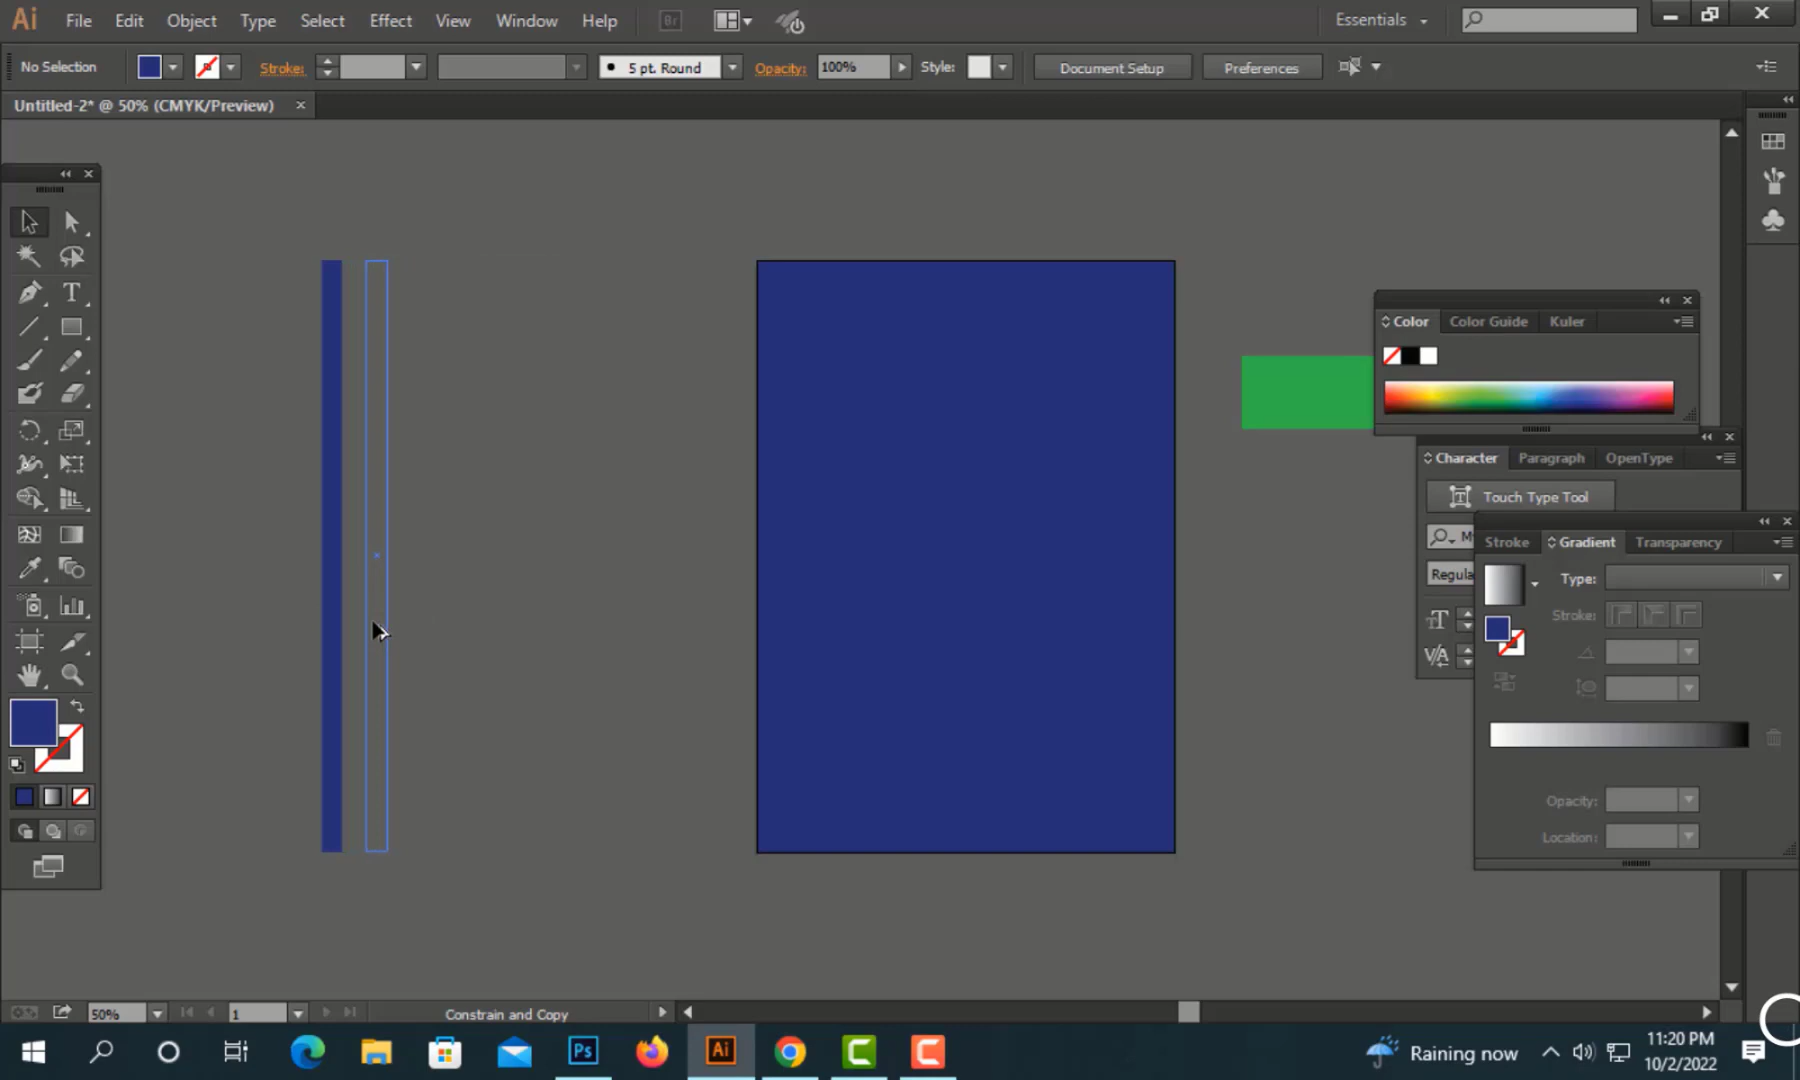 Ai File Edit Object Type Select Effect View Window Help Br Essentials
No Selection Stroke: 5 pt. Round Opacity: 100% Style: Document Setup Preferences
Untitled-2* @ 50% (CMYK/Preview)
Color Color Guide Kuler
Character Paragraph OpenType
Touch Type Tool
Stroke Gradient Transparency
Regula
Type:
Stroke:
Opacity:
Location:
50% 1 Constrain and Copy
Ps Ai Raining now 11:20 PM
10/2/2022